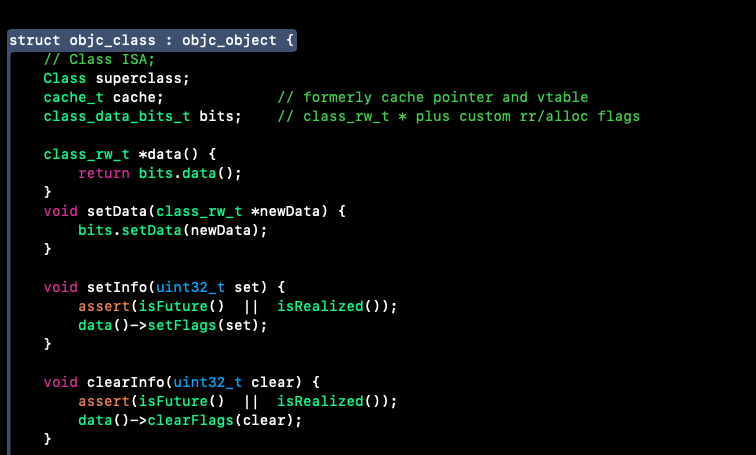 struct objc_class : objc_object {
    // Class ISA;
    Class superclass;
    cache_t cache;             // formerly cache pointer and vtable
    class_data_bits_t bits;    // class_rw_t * plus custom rr/alloc flags

    class_rw_t *data() {
        return bits.data();
    }
    void setData(class_rw_t *newData) {
        bits.setData(newData);
    }

    void setInfo(uint32_t set) {
        assert(isFuture()  ||  isRealized());
        data()->setFlags(set);
    }

    void clearInfo(uint32_t clear) {
        assert(isFuture()  ||  isRealized());
        data()->clearFlags(clear);
    }